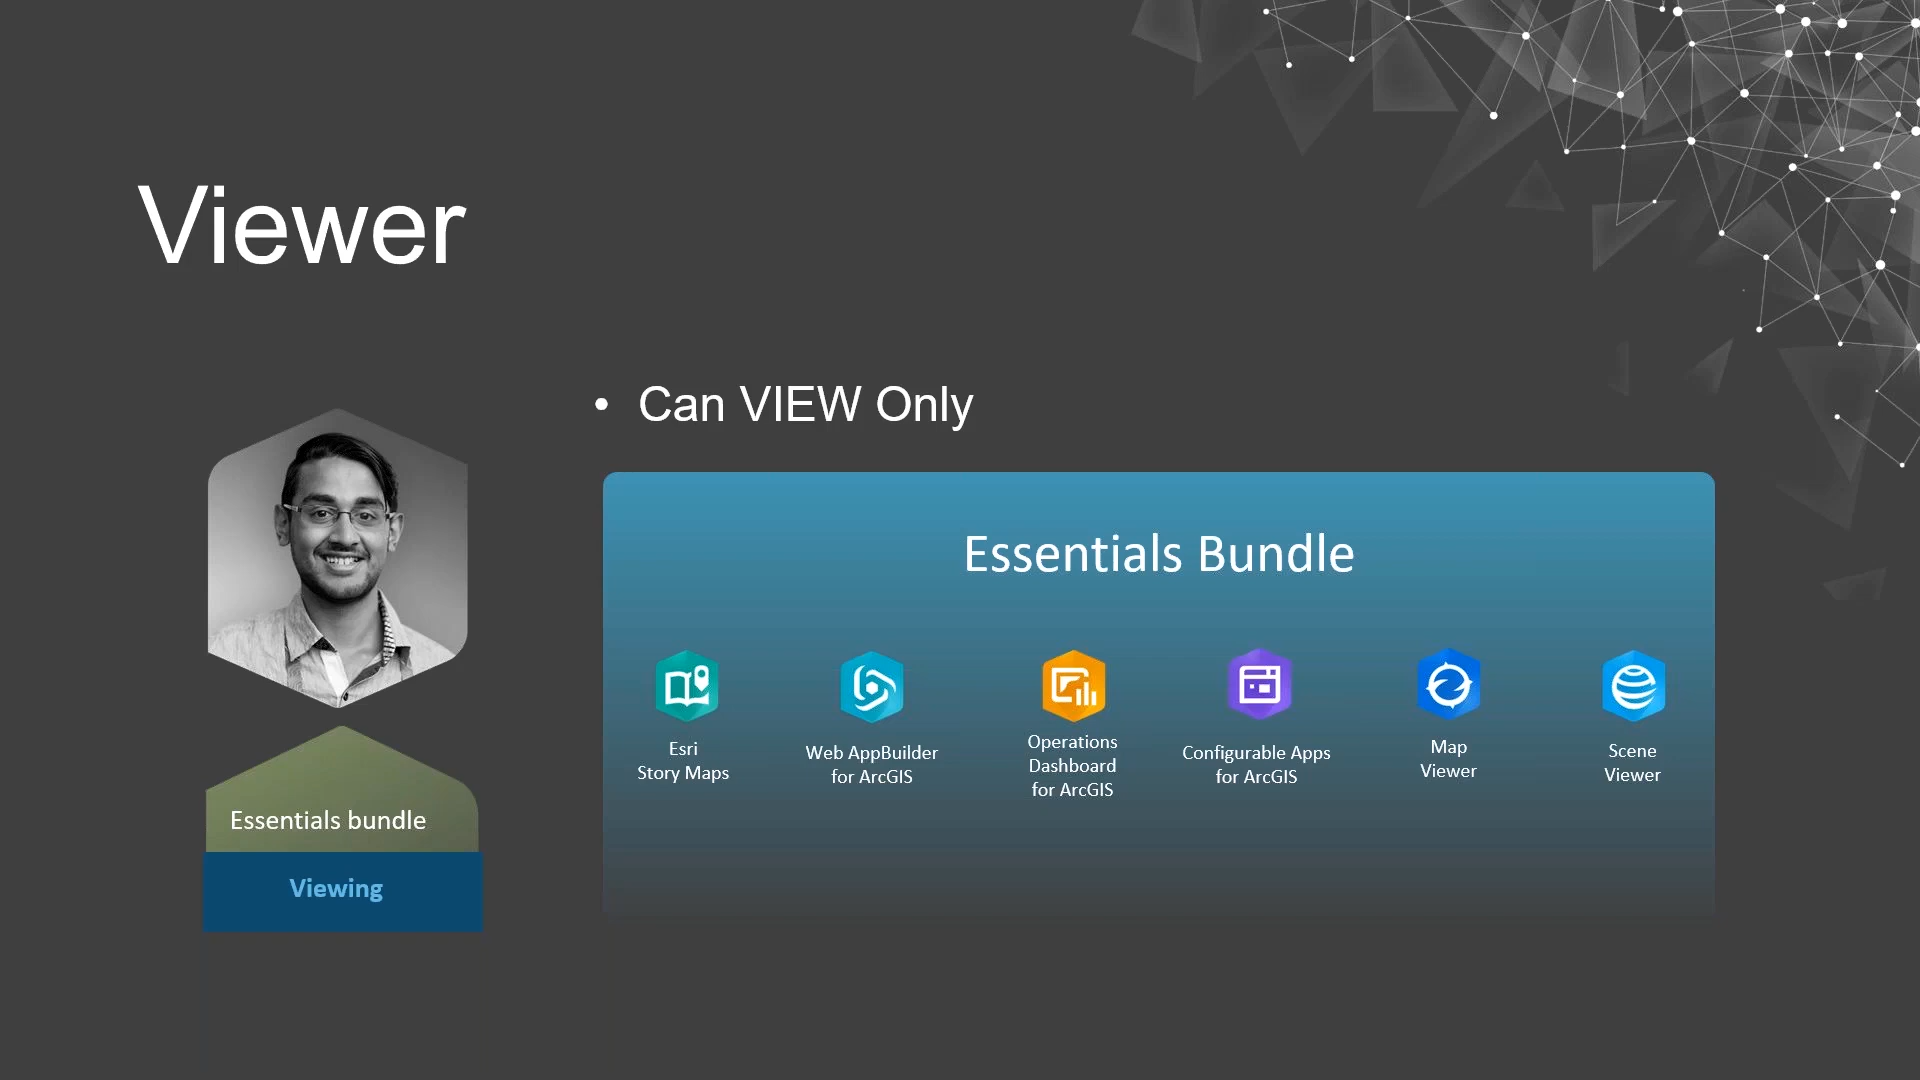 Viewer
• Can VIEW Only
Essentials Bundle
Esri
Story Maps
Web AppBuilder
for ArcGIS
Operations
Dashboard
for ArcGIS
Configurable Apps
for ArcGIS
Map
Viewer
Scene
Viewer
Essentials bundle
Viewing